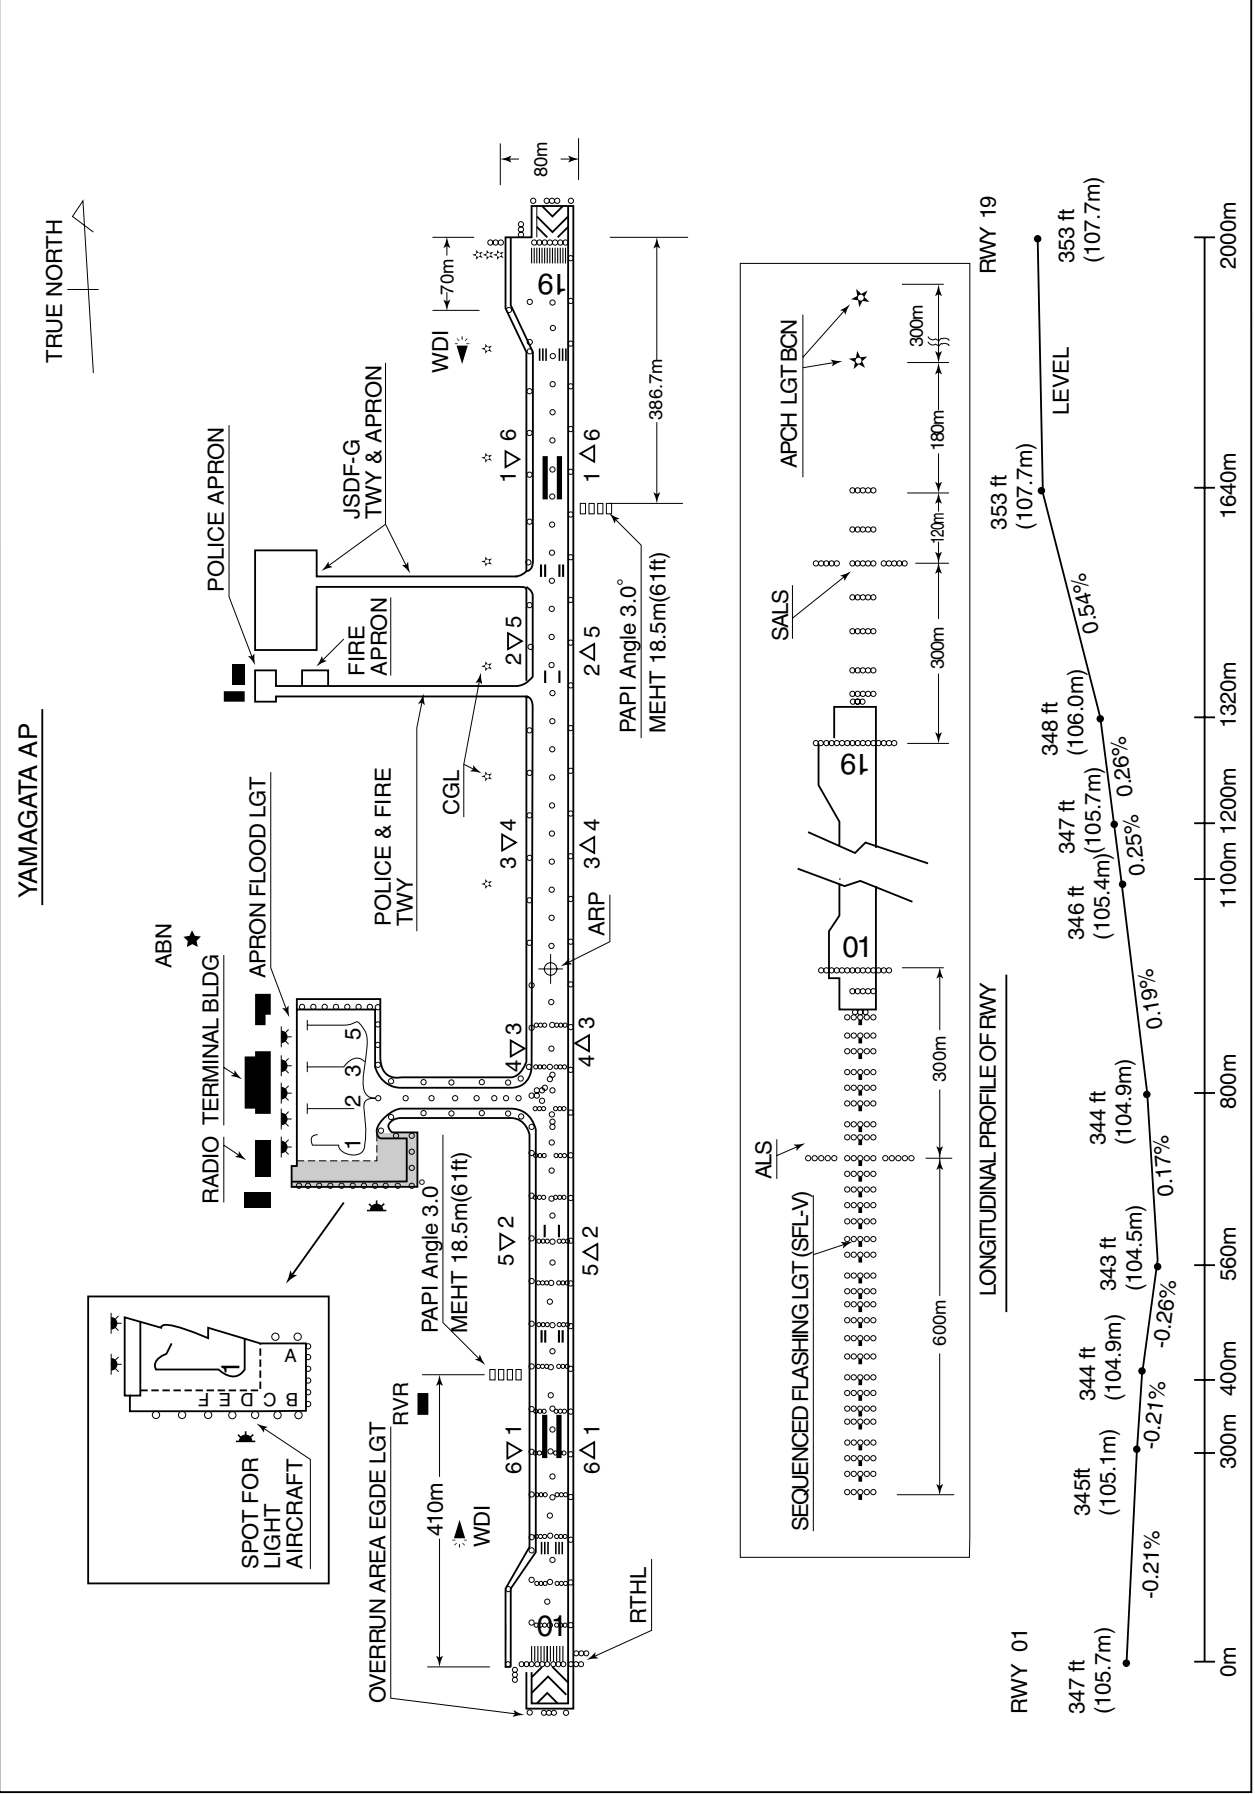 YAMAGATA AP
TRUE NORTH
ABN
RADIO
TERMINAL BLDG
APRON FLOOD LGT
POLICE APRON
FIRE
APRON
JSDF-G
TWY & APRON
POLICE & FIRE
TWY
CGL
WDI
70m
80m
1
2
3
5
SPOT FOR
LIGHT
AIRCRAFT
1
A
B C D E F
OVERRUN AREA EGDE LGT
RVR
410m
WDI
PAPI Angle 3.0°
MEHT 18.5m(61ft)
6 ▽ 1
5 ▽ 2
4 ▽ 3
3 ▽ 4
2 ▽ 5
1 ▽ 6
01
19
6 △ 1
5 △ 2
4 △ 3
3 △ 4
2 △ 5
1 △ 6
RTHL
ARP
PAPI Angle 3.0°
MEHT 18.5m(61ft)
386.7m
SEQUENCED FLASHING LGT (SFL-V)
ALS
SALS
APCH LGT BCN
01
19
600m
300m
300m
120m
180m
300m
LONGITUDINAL PROFILE OF RWY
RWY 01
RWY 19
347 ft
(105.7m)
345ft
(105.1m)
344 ft
(104.9m)
343 ft
(104.5m)
344 ft
(104.9m)
346 ft
(105.4m)
347 ft
(105.7m)
348 ft
(106.0m)
353 ft
(107.7m)
353 ft
(107.7m)
-0.21%
-0.21%
-0.26%
0.17%
0.19%
0.25%
0.26%
0.54%
LEVEL
0m
300m
400m
560m
800m
1100m
1200m
1320m
1640m
2000m